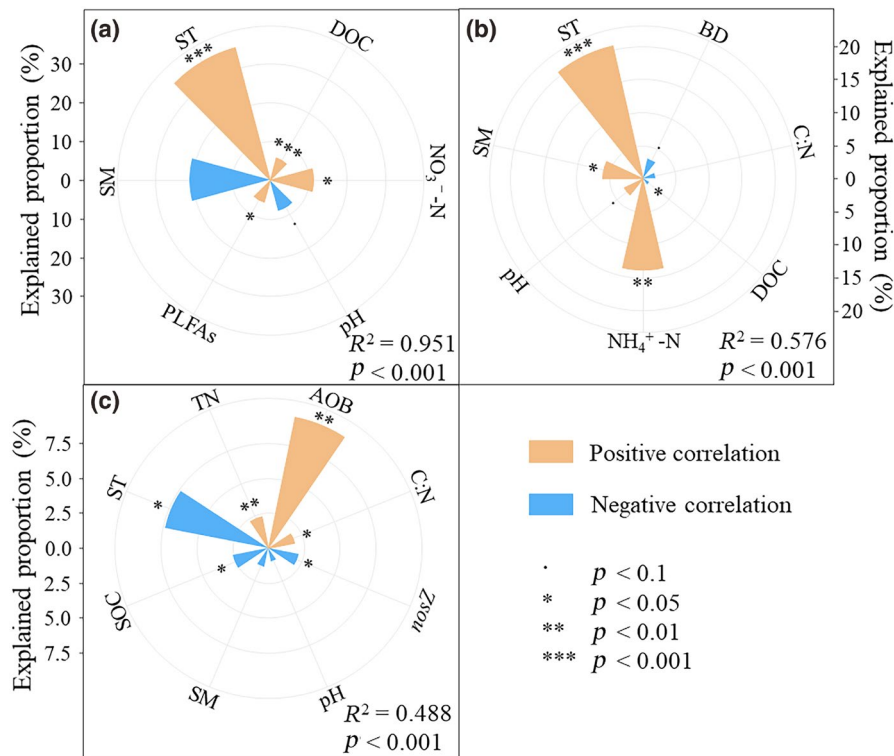 (a)
ST
***
DOC
***
NO₃⁻-N
*
pH
.
PLFAs
*
SM
Explained proportion (%)
30
20
10
0
10
20
30
R² = 0.951
p < 0.001
(b)
ST
***
BD
.
C:N
*
DOC
NH₄⁺-N
**
pH
.
SM
*
Explained proportion (%)
20
15
10
5
0
5
10
15
20
R² = 0.576
p < 0.001
(c)
TN
**
AOB
**
C:N
*
nosZ
*
pH
SM
SOC
*
ST
*
Explained proportion (%)
7.5
5.0
2.5
0.0
2.5
5.0
7.5
R² = 0.488
p < 0.001
Positive correlation
Negative correlation
. p < 0.1
* p < 0.05
** p < 0.01
*** p < 0.001